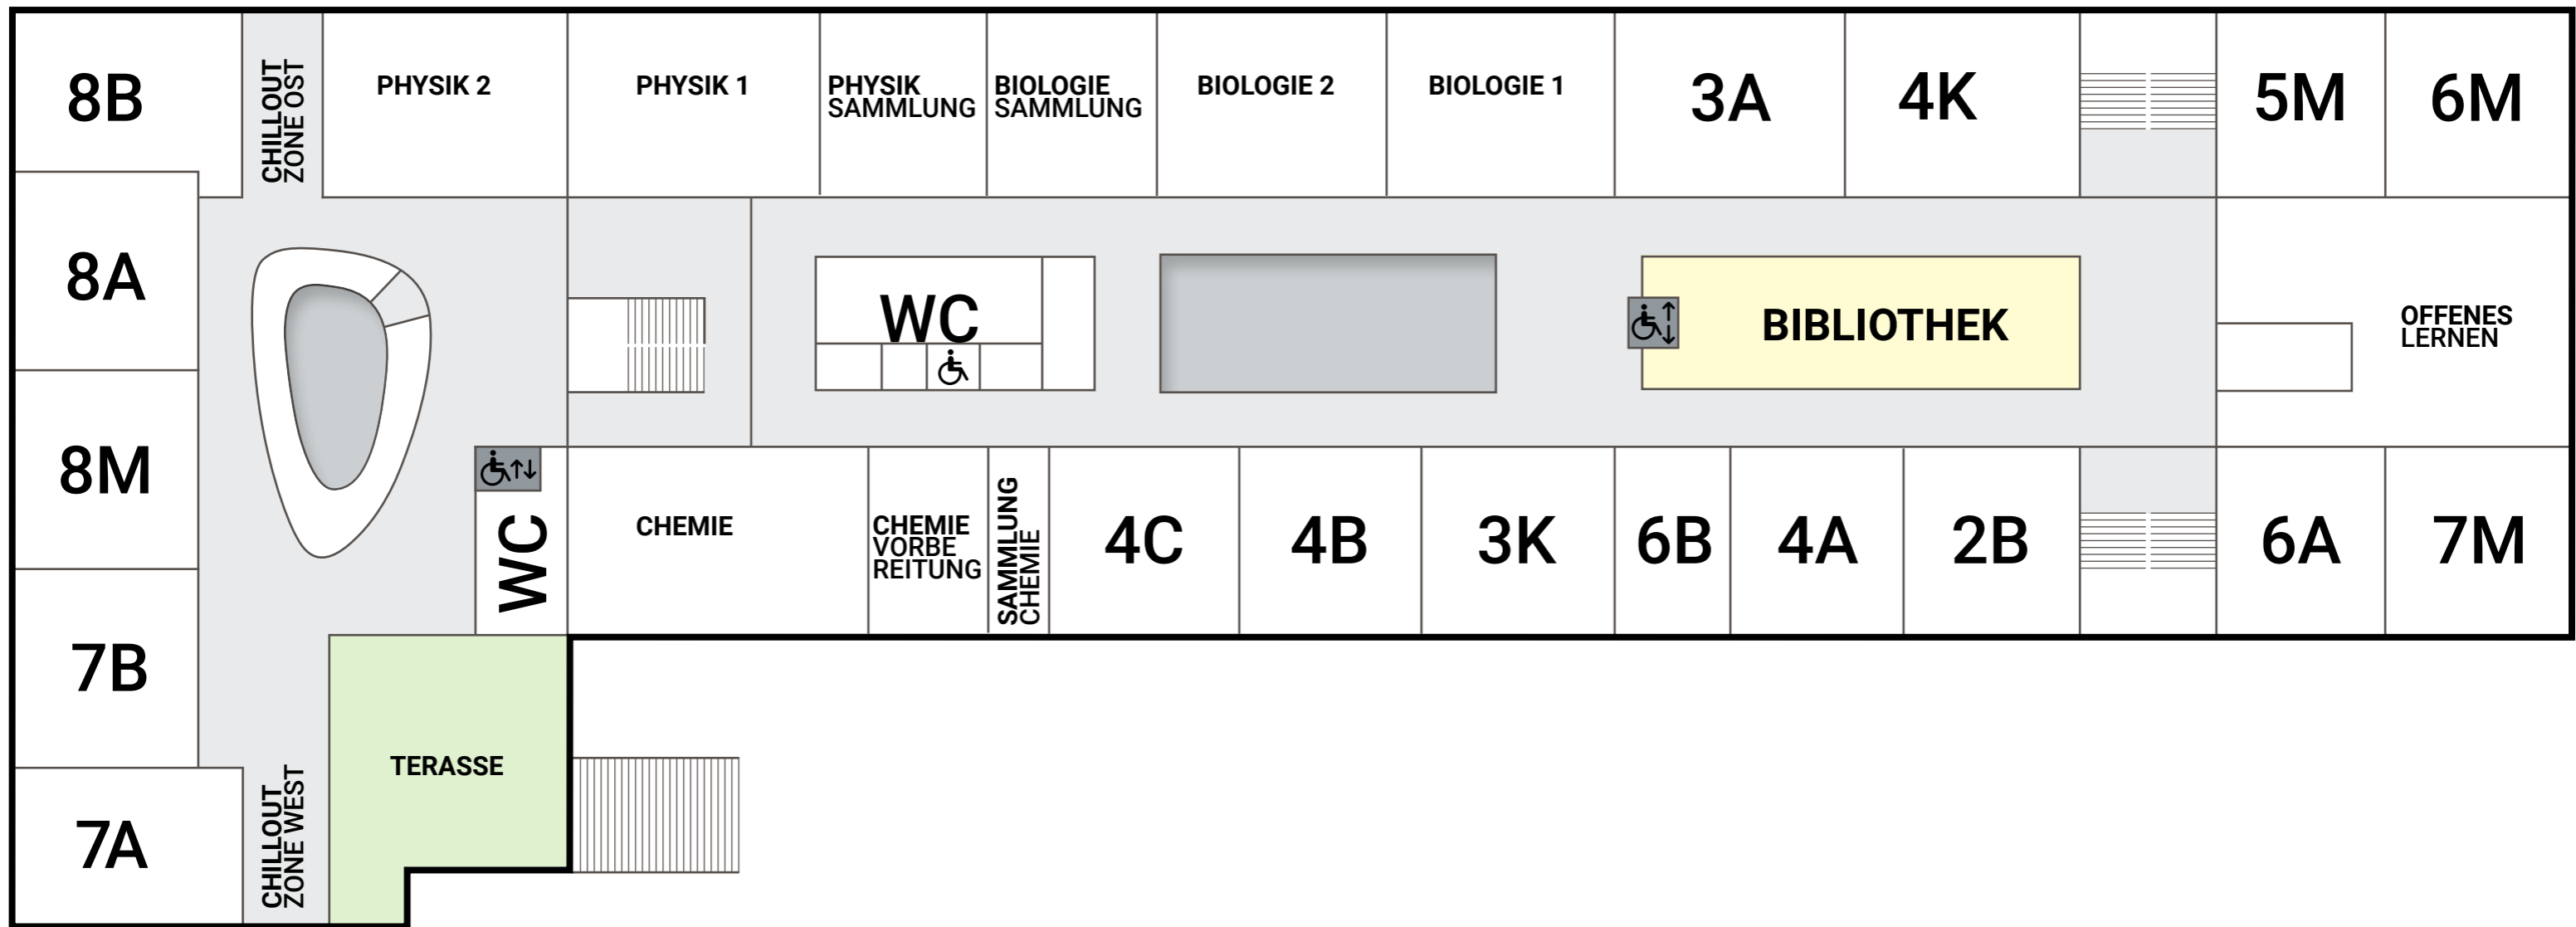 8B
CHILLOUT
ZONE OST
PHYSIK 2
PHYSIK 1
PHYSIK
SAMMLUNG
BIOLOGIE
SAMMLUNG
BIOLOGIE 2
BIOLOGIE 1
3A
4K
5M
6M
8A
WC
BIBLIOTHEK
OFFENES
LERNEN
8M
WC
CHEMIE
CHEMIE
VORBE
REITUNG
SAMMLUNG
CHEMIE
4C
4B
3K
6B
4A
2B
6A
7M
7B
TERASSE
7A
CHILLOUT
ZONE WEST